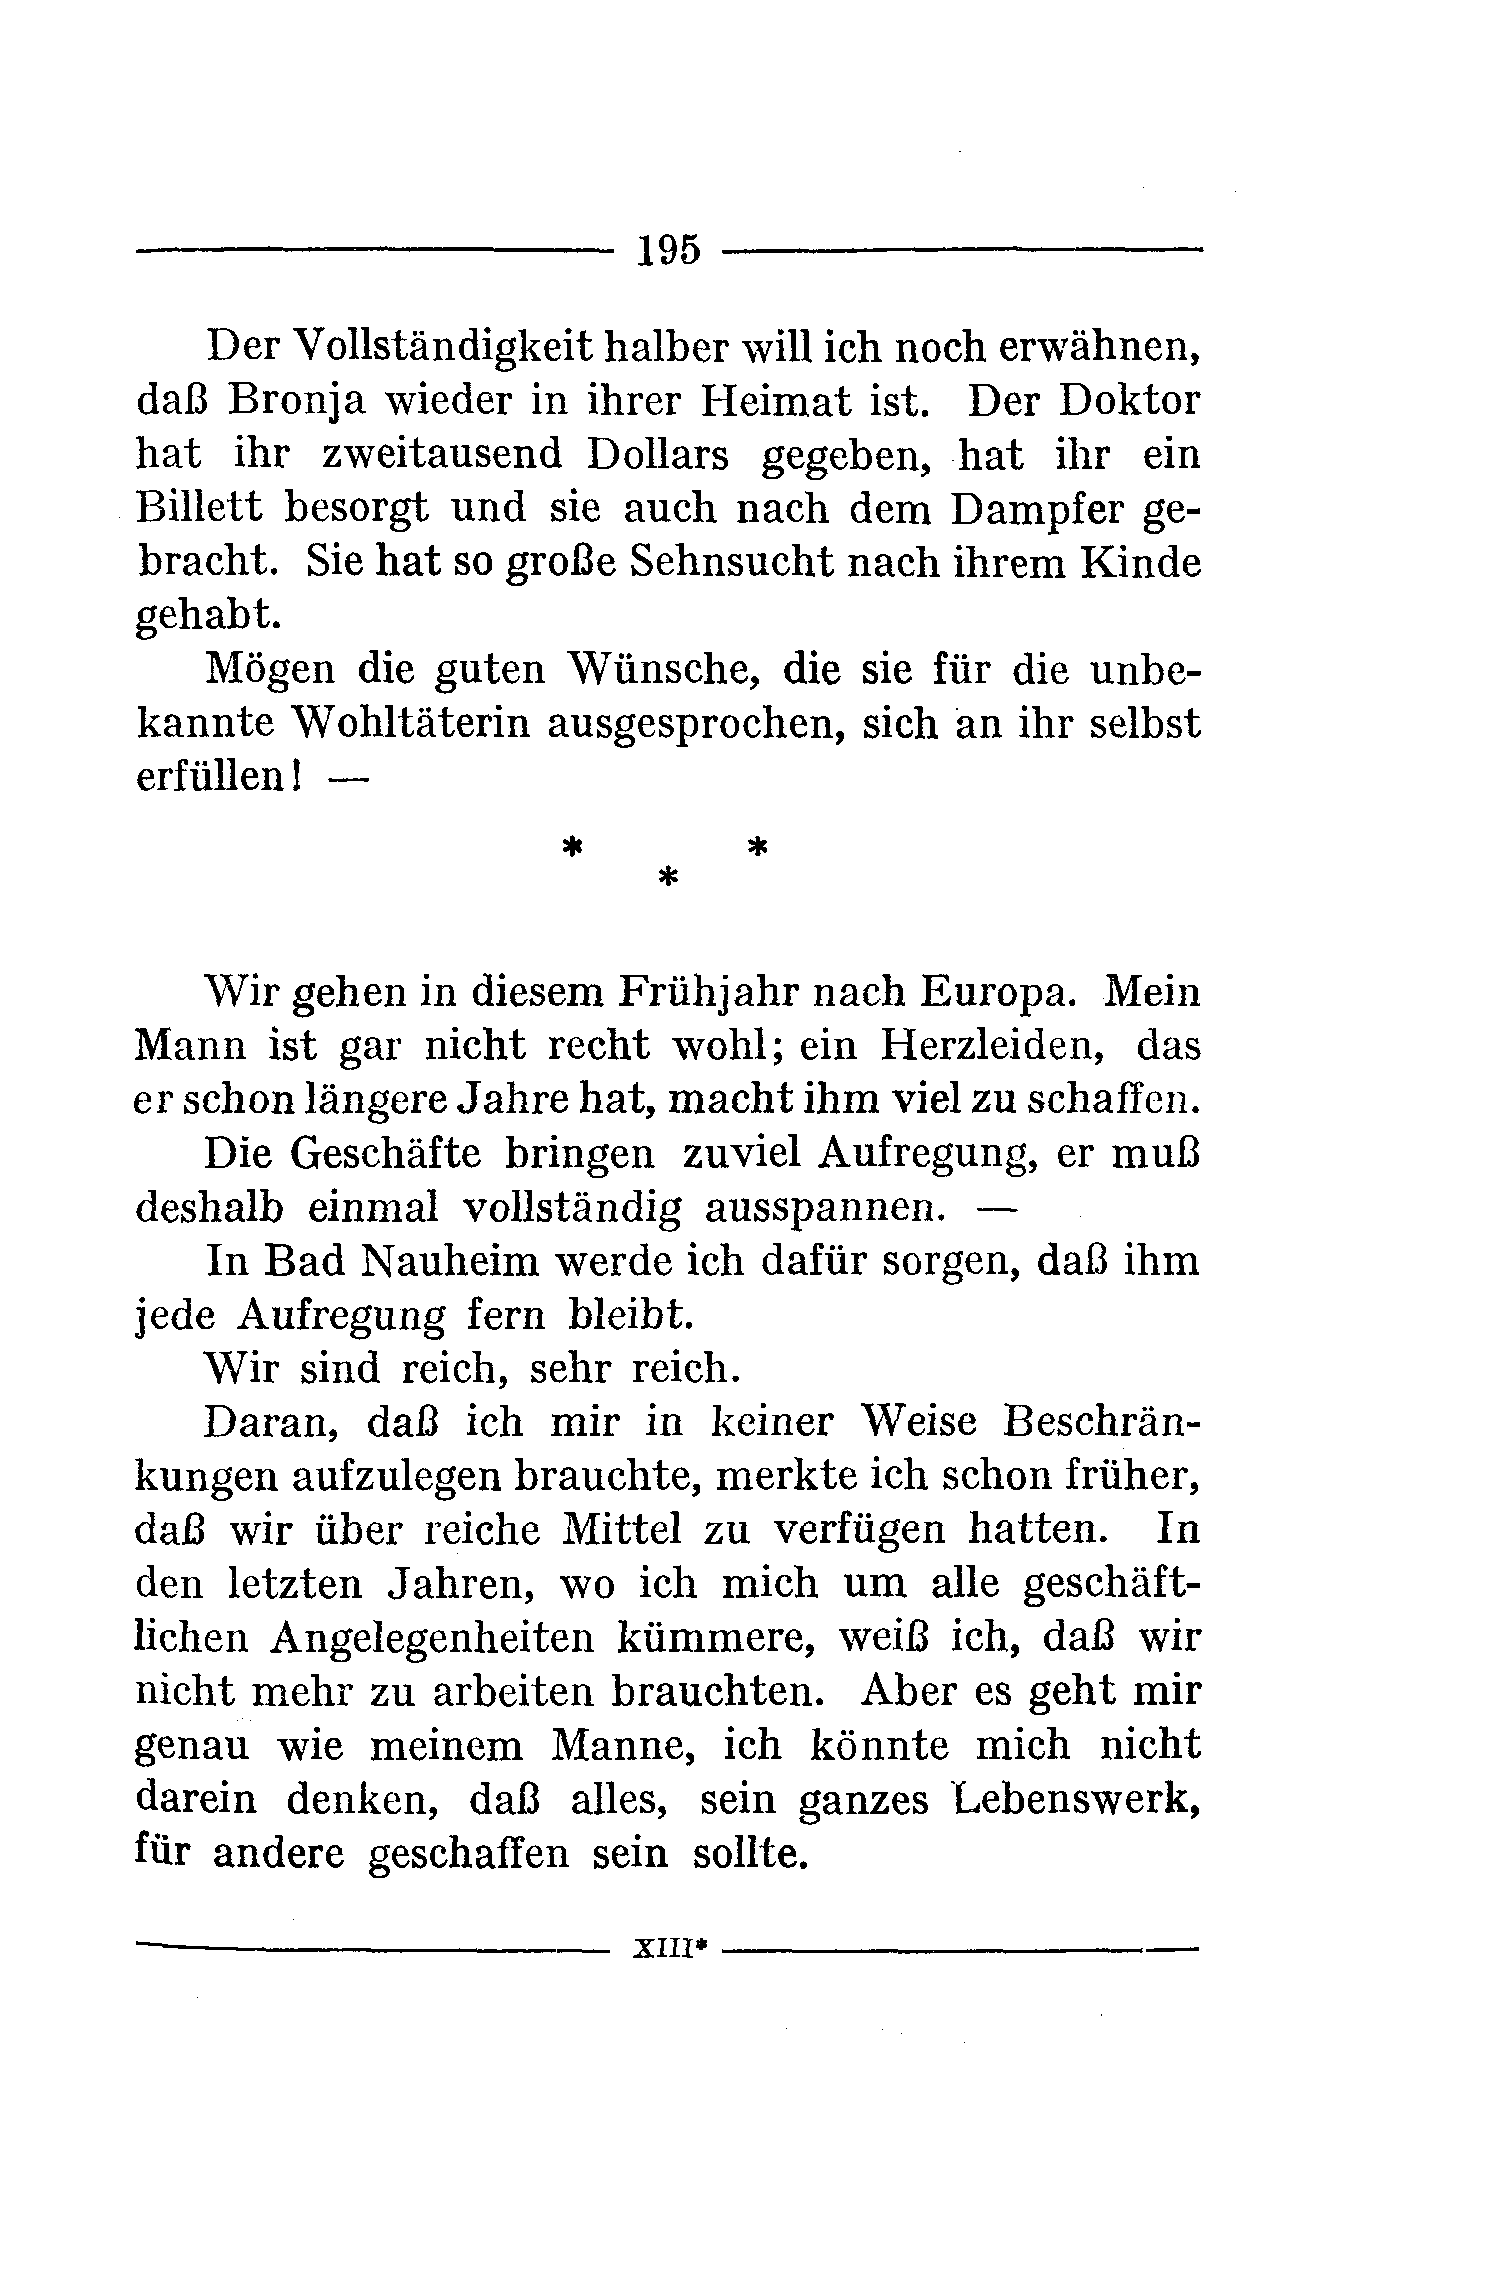 195
Der Vollständigkeit halber will ich noch erwähnen,
daß Bronja wieder in ihrer Heimat ist. Der Doktor
hat ihr zweitausend Dollars gegeben, hat ihr ein
Billett besorgt und sie auch nach dem Dampfer ge-
bracht. Sie hat so große Sehnsucht nach ihrem Kinde
gehabt.
Mögen die guten Wünsche, die sie für die unbe-
kannte Wohltäterin ausgesprochen, sich an ihr selbst
erfüllen! —
* *
*
Wir gehen in diesem Frühjahr nach Europa. Mein
Mann ist gar nicht recht wohl; ein Herzleiden, das
er schon längere Jahre hat, macht ihm viel zu schaffen.
Die Geschäfte bringen zuviel Aufregung, er muß
deshalb einmal vollständig ausspannen. —
In Bad Nauheim werde ich dafür sorgen, daß ihm
jede Aufregung fern bleibt.
Wir sind reich, sehr reich.
Daran, daß ich mir in keiner Weise Beschrän-
kungen aufzulegen brauchte, merkte ich schon früher,
daß wir über reiche Mittel zu verfügen hatten. In
den letzten Jahren, wo ich mich um alle geschäft-
lichen Angelegenheiten kümmere, weiß ich, daß wir
nicht mehr zu arbeiten brauchten. Aber es geht mir
genau wie meinem Manne, ich könnte mich nicht
darein denken, daß alles, sein ganzes Lebenswerk,
für andere geschaffen sein sollte.
XIII*